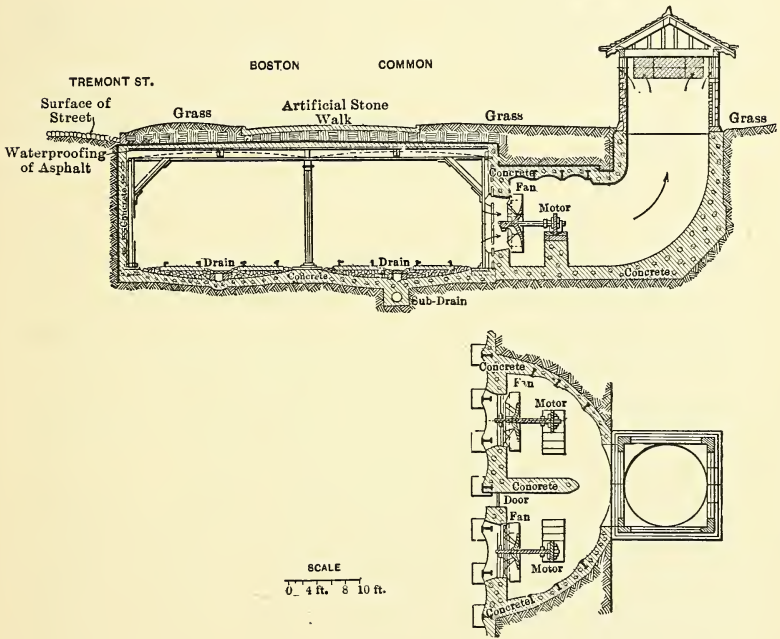 BOSTON COMMON
TREMONT ST.
Surface of
Street
Grass
Artificial Stone
Walk
Grass
Grass
Waterproofing
of Asphalt
Concrete
Concrete
Fan
Motor
Drain
Drain
Concrete
Concrete
Sub-Drain
Concrete
Fan
Motor
Concrete
Door
Fan
Motor
Concrete
SCALE
0 4 ft. 8 10 ft.